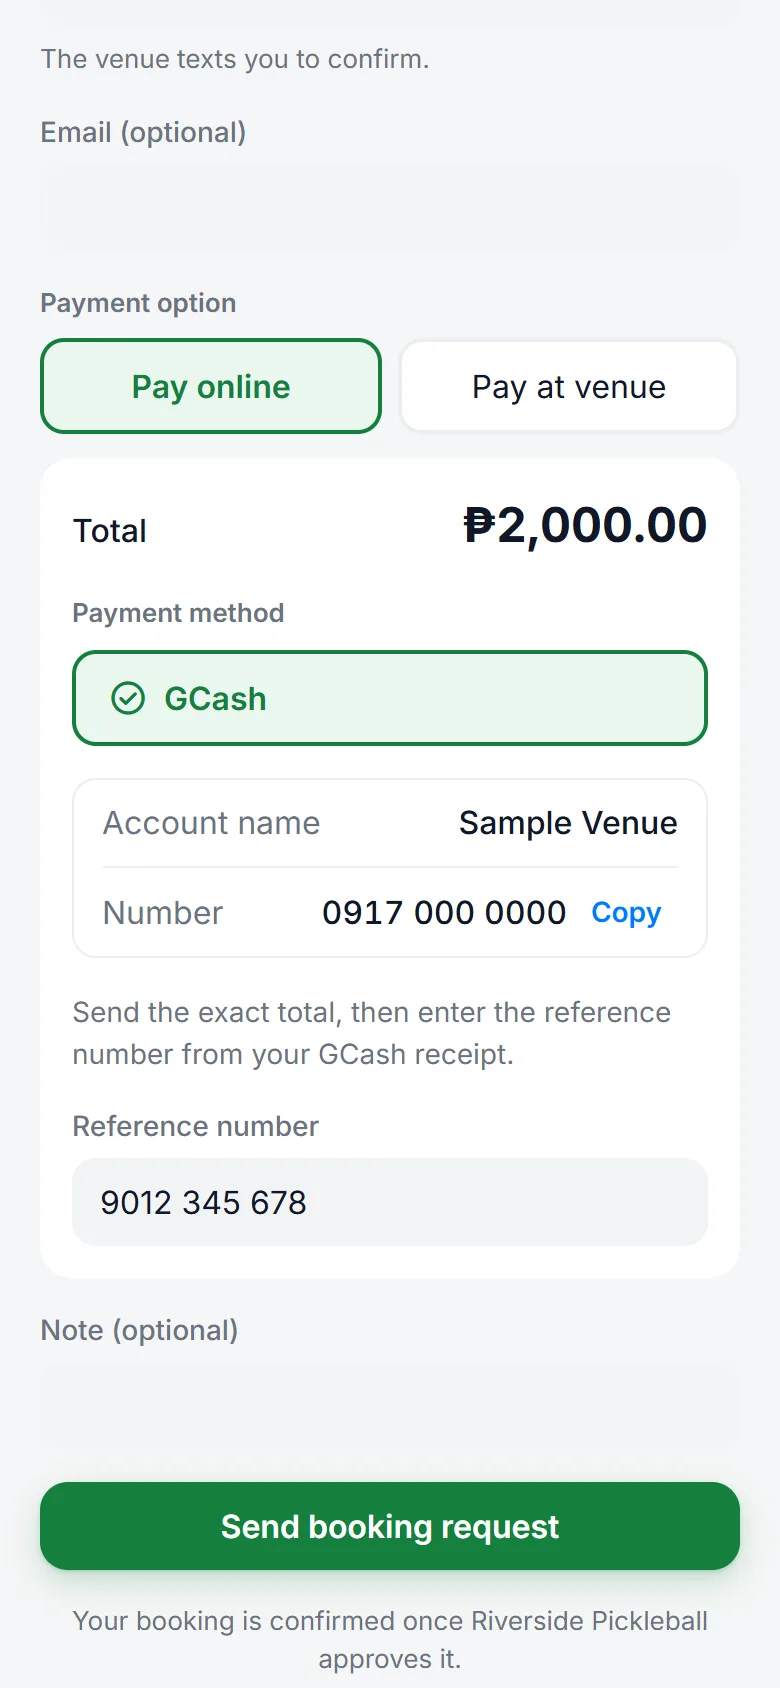 The venue texts you to confirm.
Email (optional)
Payment option
Pay online
Pay at venue
Total
₱2,000.00
Payment method
GCash
Account name
Sample Venue
Number
0917 000 0000
Copy
Send the exact total, then enter the reference
number from your GCash receipt.
Reference number
9012 345 678
Note (optional)
Send booking request
Your booking is confirmed once Riverside Pickleball
approves it.